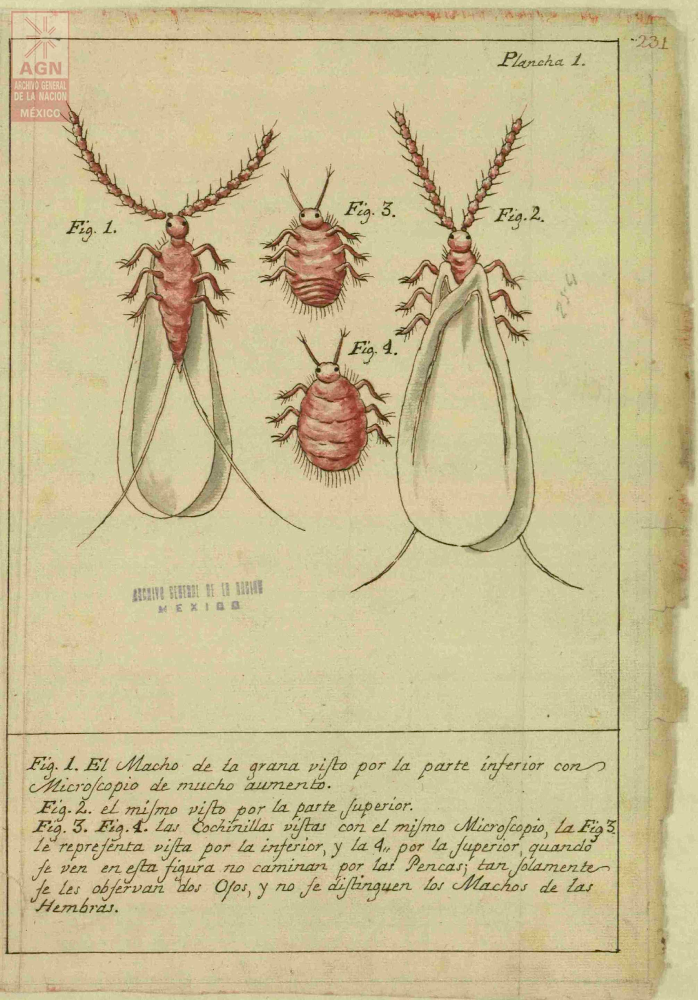 231
AGN
ARCHIVO GENERAL
DE LA NACION
MÉXICO
Plancha 1.
Fig. 1.
Fig. 3.
Fig. 2.
254
Fig. 4.
ARCHIVO GENERAL DE LA NACION
MEXICO
Fig. 1. El Macho de la grana viſto por la parte inferior con
Microſcopio de mucho aumento.
Fig. 2. el miſmo viſto por la parte ſuperior.
Fig. 3. Fig. 4. las Cochinillas viſtas con el miſmo Microſcopio, la Fig 3.
le repreſenta viſta por la inferior, y la 4,, por la ſuperior, quando
ſe ven en eſta figura no caminan por las Pencas; tan ſolamente
ſe les obſervan dos Ojos, y no ſe diſtinguen los Machos de las
Hembras.